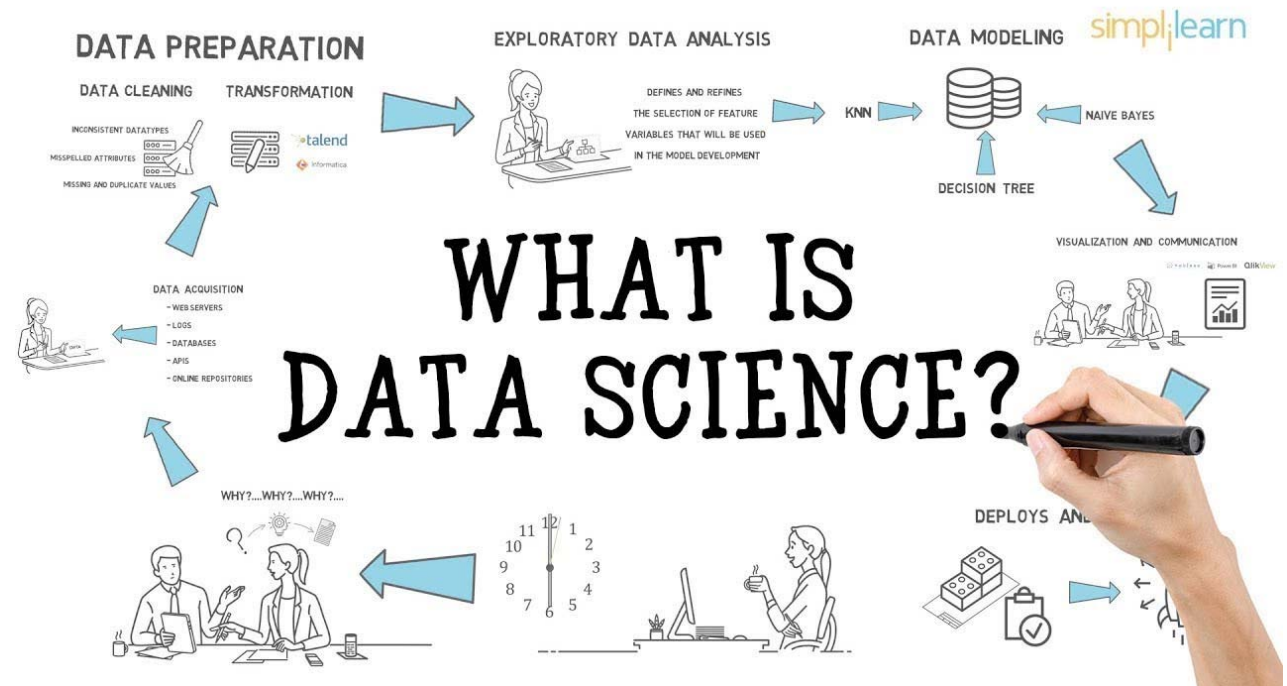 simplilearn
DATA PREPARATION
DATA CLEANING
TRANSFORMATION
INCONSISTENT DATATYPES
MISSPELLED ATTRIBUTES
MISSING AND DUPLICATE VALUES
talend
Informatica
EXPLORATORY DATA ANALYSIS
DEFINES AND REFINES
THE SELECTION OF FEATURE
VARIABLES THAT WILL BE USED
IN THE MODEL DEVELOPMENT
DATA MODELING
KNN
NAIVE BAYES
DECISION TREE
VISUALIZATION AND COMMUNICATION
tableau
Power BI
QlikView
WHAT IS
DATA SCIENCE?
DATA ACQUISITION
- WEB SERVERS
- LOGS
- DATABASES
- APIS
- ONLINE REPOSITORIES
WHY?....WHY?....WHY?....
?
12
1
2
3
4
5
6
7
8
9
10
11
DEPLOYS AND